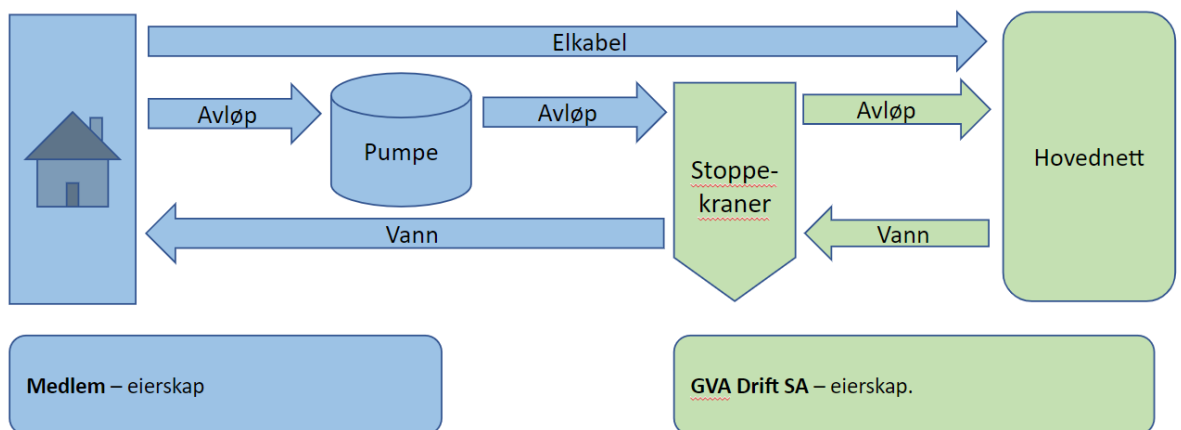 Elkabel
Avløp
Avløp
Avløp
Pumpe
Stoppe-
kraner
Hovednett
Vann
Vann
Medlem – eierskap
GVA Drift SA – eierskap.